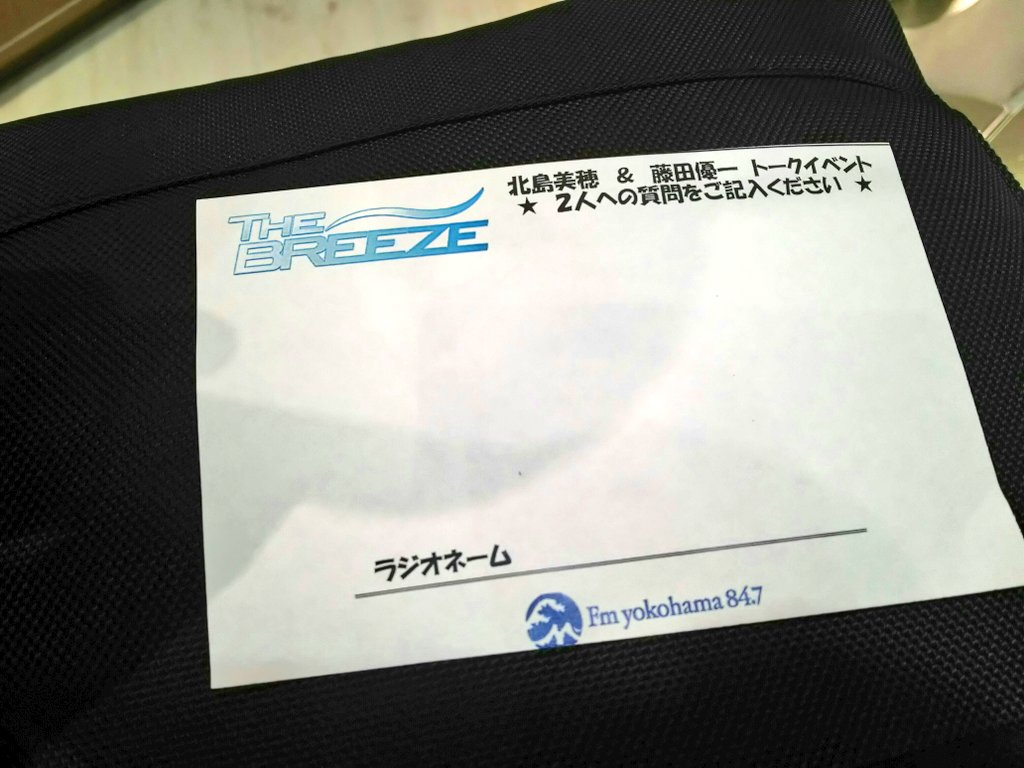 THE
BREEZE
北島美穂 & 藤田優一 トークイベント
★ 2人への質問をご記入ください ★
ラジオネーム
Fm yokohama 84.7